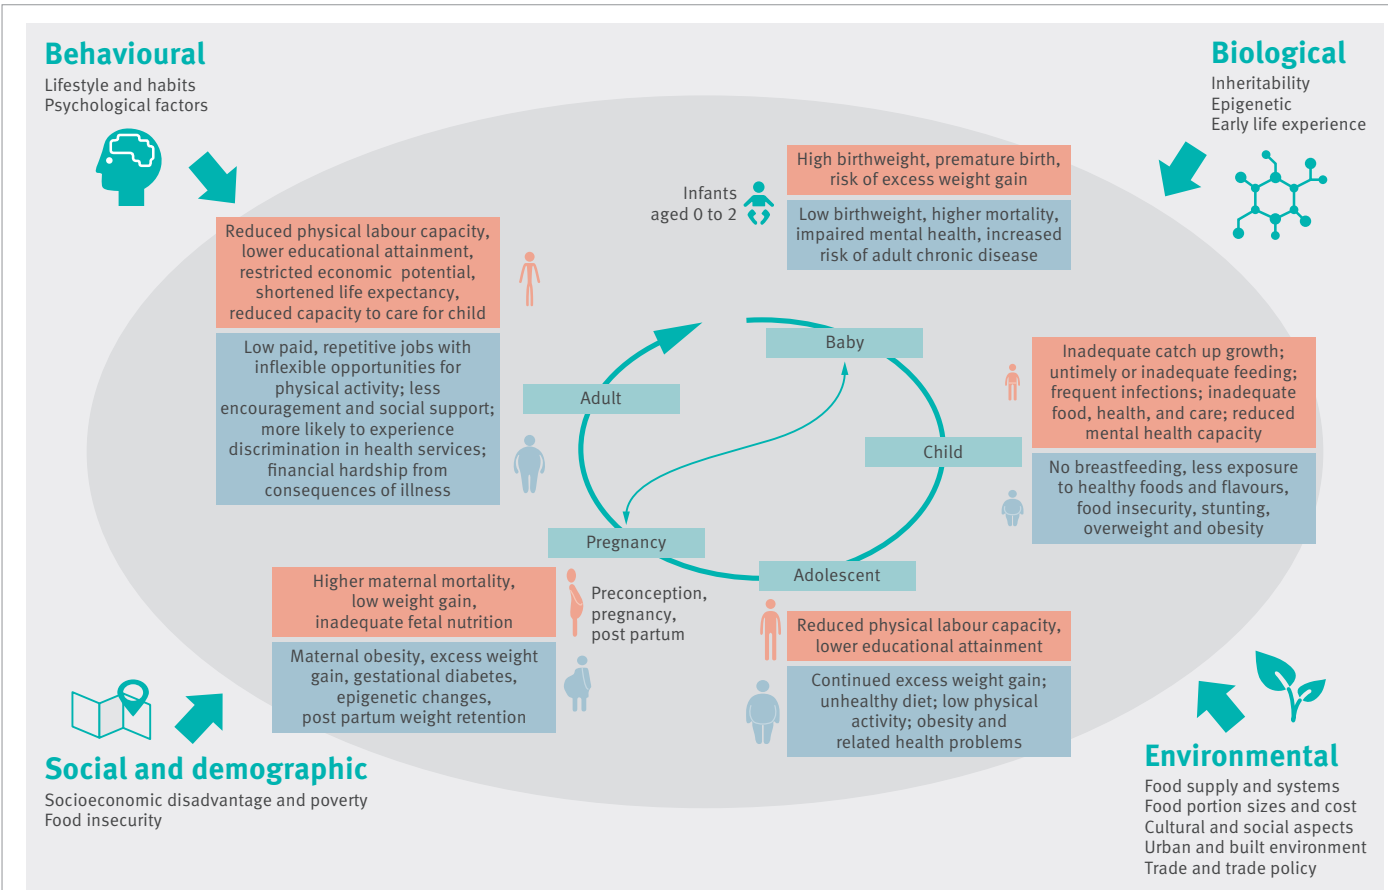 Behavioural
Lifestyle and habits
Psychological factors
Biological
Inheritability
Epigenetic
Early life experience
Infants
aged 0 to 2
High birthweight, premature birth,
risk of excess weight gain
Low birthweight, higher mortality,
impaired mental health, increased
risk of adult chronic disease
Reduced physical labour capacity,
lower educational attainment,
restricted economic potential,
shortened life expectancy,
reduced capacity to care for child
Low paid, repetitive jobs with
inflexible opportunities for
physical activity; less
encouragement and social support;
more likely to experience
discrimination in health services;
financial hardship from
consequences of illness
Baby
Adult
Child
Pregnancy
Adolescent
Inadequate catch up growth;
untimely or inadequate feeding;
frequent infections; inadequate
food, health, and care; reduced
mental health capacity
No breastfeeding, less exposure
to healthy foods and flavours,
food insecurity, stunting,
overweight and obesity
Higher maternal mortality,
low weight gain,
inadequate fetal nutrition
Maternal obesity, excess weight
gain, gestational diabetes,
epigenetic changes,
post partum weight retention
Preconception,
pregnancy,
post partum
Reduced physical labour capacity,
lower educational attainment
Continued excess weight gain;
unhealthy diet; low physical
activity; obesity and
related health problems
Social and demographic
Socioeconomic disadvantage and poverty
Food insecurity
Environmental
Food supply and systems
Food portion sizes and cost
Cultural and social aspects
Urban and built environment
Trade and trade policy